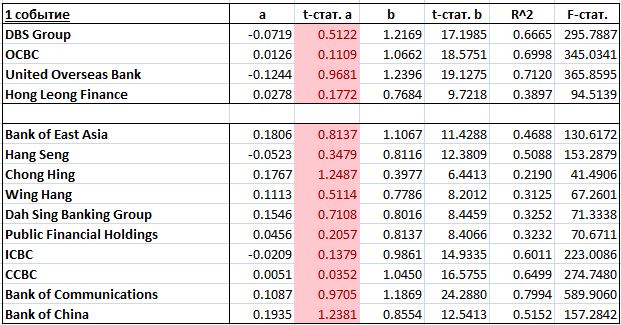 1 событие a t-стат. a b t-стат. b R^2 F-стат.
DBS Group -0.0719 0.5122 1.2169 17.1985 0.6665 295.7887
OCBC 0.0126 0.1109 1.0662 18.5751 0.6998 345.0341
United Overseas Bank -0.1244 0.9681 1.2396 19.1275 0.7120 365.8595
Hong Leong Finance 0.0278 0.1772 0.7684 9.7218 0.3897 94.5139
Bank of East Asia 0.1806 0.8137 1.1067 11.4288 0.4688 130.6172
Hang Seng -0.0523 0.3479 0.8116 12.3809 0.5088 153.2879
Chong Hing 0.1767 1.2487 0.3977 6.4413 0.2190 41.4906
Wing Hang 0.1113 0.5114 0.7786 8.2012 0.3125 67.2601
Dah Sing Banking Group 0.1546 0.7108 0.8016 8.4459 0.3252 71.3338
Public Financial Holdings 0.0456 0.2057 0.8137 8.4066 0.3232 70.6711
ICBC -0.0209 0.1379 0.9861 14.9335 0.6011 223.0086
CCBC 0.0051 0.0352 1.0450 16.5755 0.6499 274.7480
Bank of Communications 0.1087 0.9705 1.1869 24.2880 0.7994 589.9060
Bank of China 0.1935 1.2381 0.8554 12.5413 0.5152 157.2842